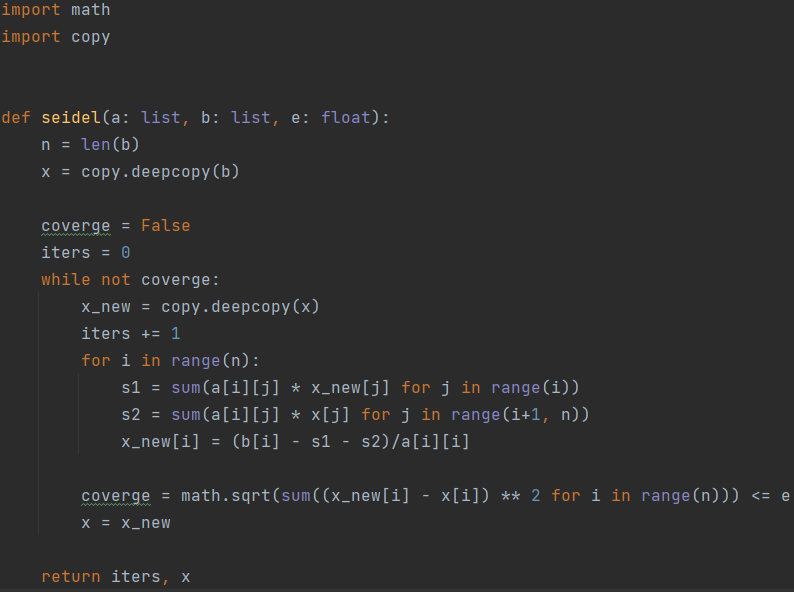 import math
import copy
def seidel(a: list, b: list, e: float):
n = len(b)
x = copy.deepcopy(b)
coverge = False
iters = 0
while not coverge:
x_new = copy.deepcopy(x)
iters += 1
for i in range(n):
s1 = sum(a[i][j] * x_new[j] for j in range(i))
s2 = sum(a[i][j] * x[j] for j in range(i+1, n))
x_new[i] = (b[i] - s1 - s2)/a[i][i]
coverge = math.sqrt(sum((x_new[i] - x[i]) ** 2 for i in range(n))) <= e
x = x_new
return iters, x